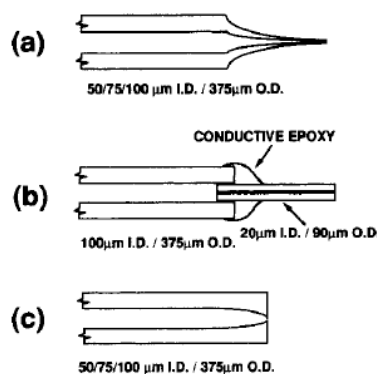 (a)
50/75/100 µm I.D. / 375µm O.D.
CONDUCTIVE EPOXY
(b)
100µm I.D. / 375µm O.D.
20µm I.D. / 90µm O.D
(c)
50/75/100 µm I.D. / 375µm O.D.